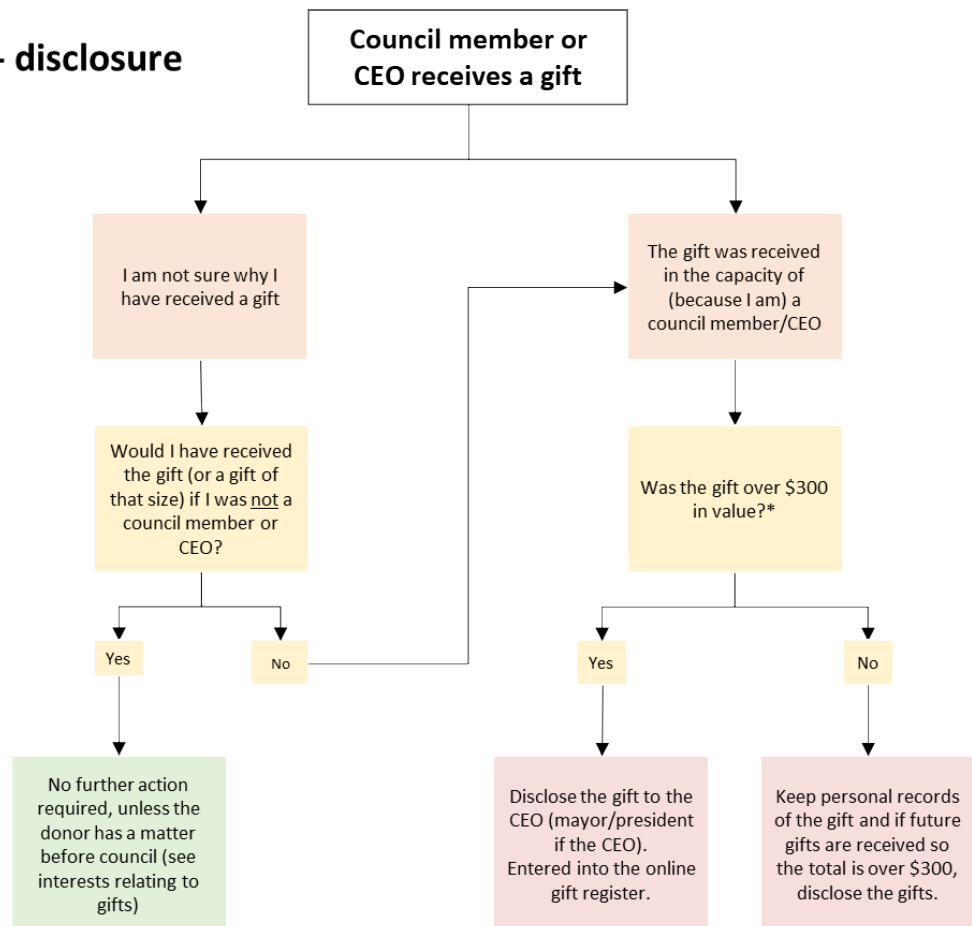 - disclosure
Council member or
CEO receives a gift
I am not sure why I
have received a gift
The gift was received
in the capacity of
(because I am) a
council member/CEO
Would I have received
the gift (or a gift of
that size) if I was not a
council member or
CEO?
Was the gift over $300
in value?*
Yes
No
Yes
No
No further action
required, unless the
donor has a matter
before council (see
interests relating to
gifts)
Disclose the gift to the
CEO (mayor/president
if the CEO).
Entered into the online
gift register.
Keep personal records
of the gift and if future
gifts are received so
the total is over $300,
disclose the gifts.